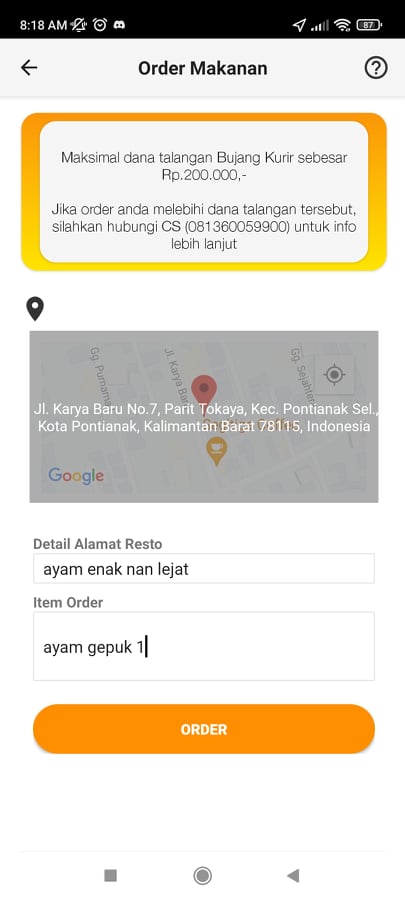 8:18 AM
87
Order Makanan
Maksimal dana talangan Bujang Kurir sebesar
Rp.200.000,-
Jika order anda melebihi dana talangan tersebut,
silahkan hubungi CS (081360059900) untuk info
lebih lanjut
Gg. Purnama
Jl. Karya Baru
Gg. Sejahter
Jl. Karya Baru No.7, Parit Tokaya, Kec. Pontianak Sel.,
Kota Pontianak, Kalimantan Barat 78115, Indonesia
Google
Detail Alamat Resto
ayam enak nan lejat
Item Order
ayam gepuk 1
ORDER